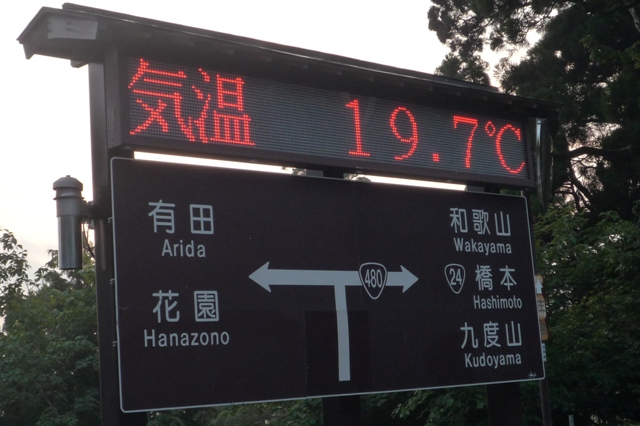 気温 19.7℃
有田
Arida
花園
Hanazono
480
和歌山
Wakayama
24 橋本
Hashimoto
九度山
Kudoyama